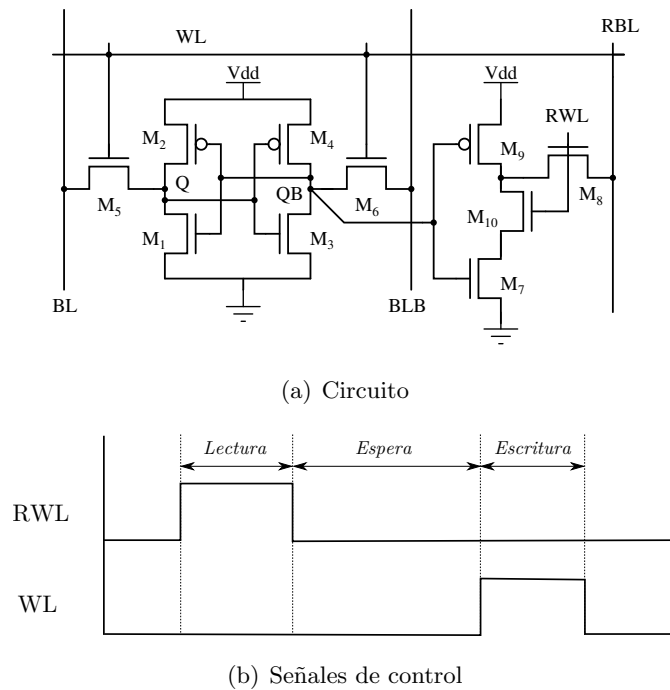 WL
RBL
Vdd
Vdd
RWL
M2
M4
M9
Q
QB
M5
M6
M8
M10
M1
M3
M7
BL
BLB
(a) Circuito
Lectura
Espera
Escritura
RWL
WL
(b) Señales de control